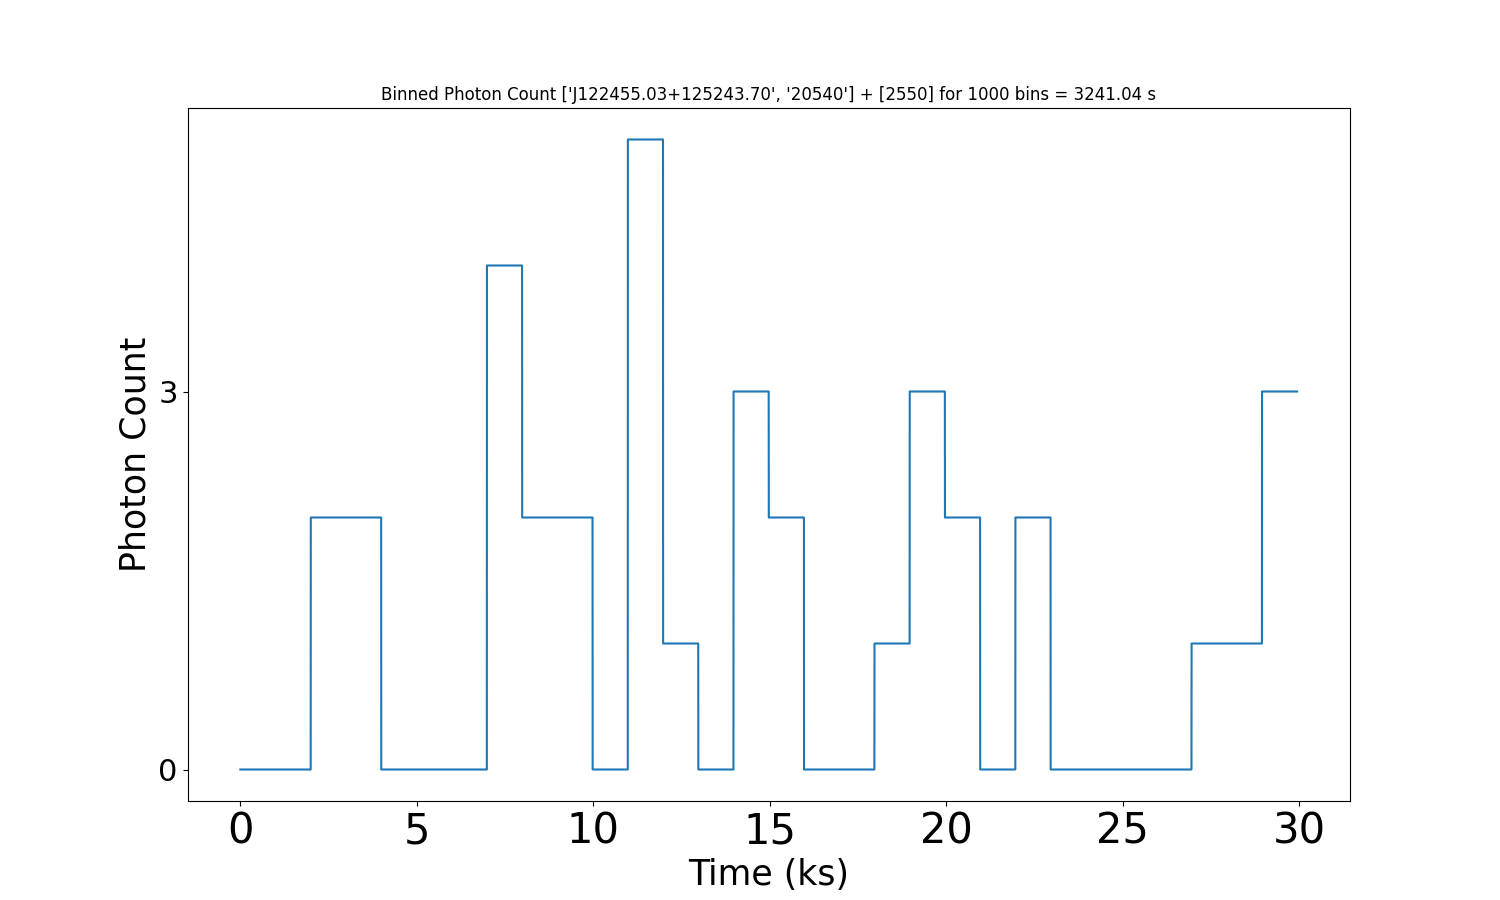 Binned Photon Count ['J122455.03+125243.70', '20540'] + [2550] for 1000 bins = 3241.04 s
Photon Count
3
0
0 5 10 15 20 25 30
Time (ks)